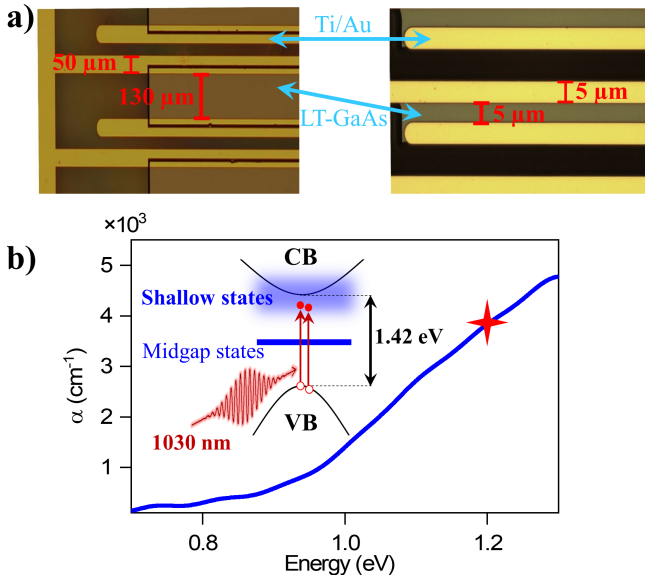 a)
Ti/Au
50 µm
130 µm
LT-GaAs
5 µm
5 µm
×10³
b)
CB
Shallow states
1.42 eV
Midgap states
1030 nm
VB
α (cm⁻¹)
5
4
3
2
1
0.8 1.0 1.2
Energy (eV)